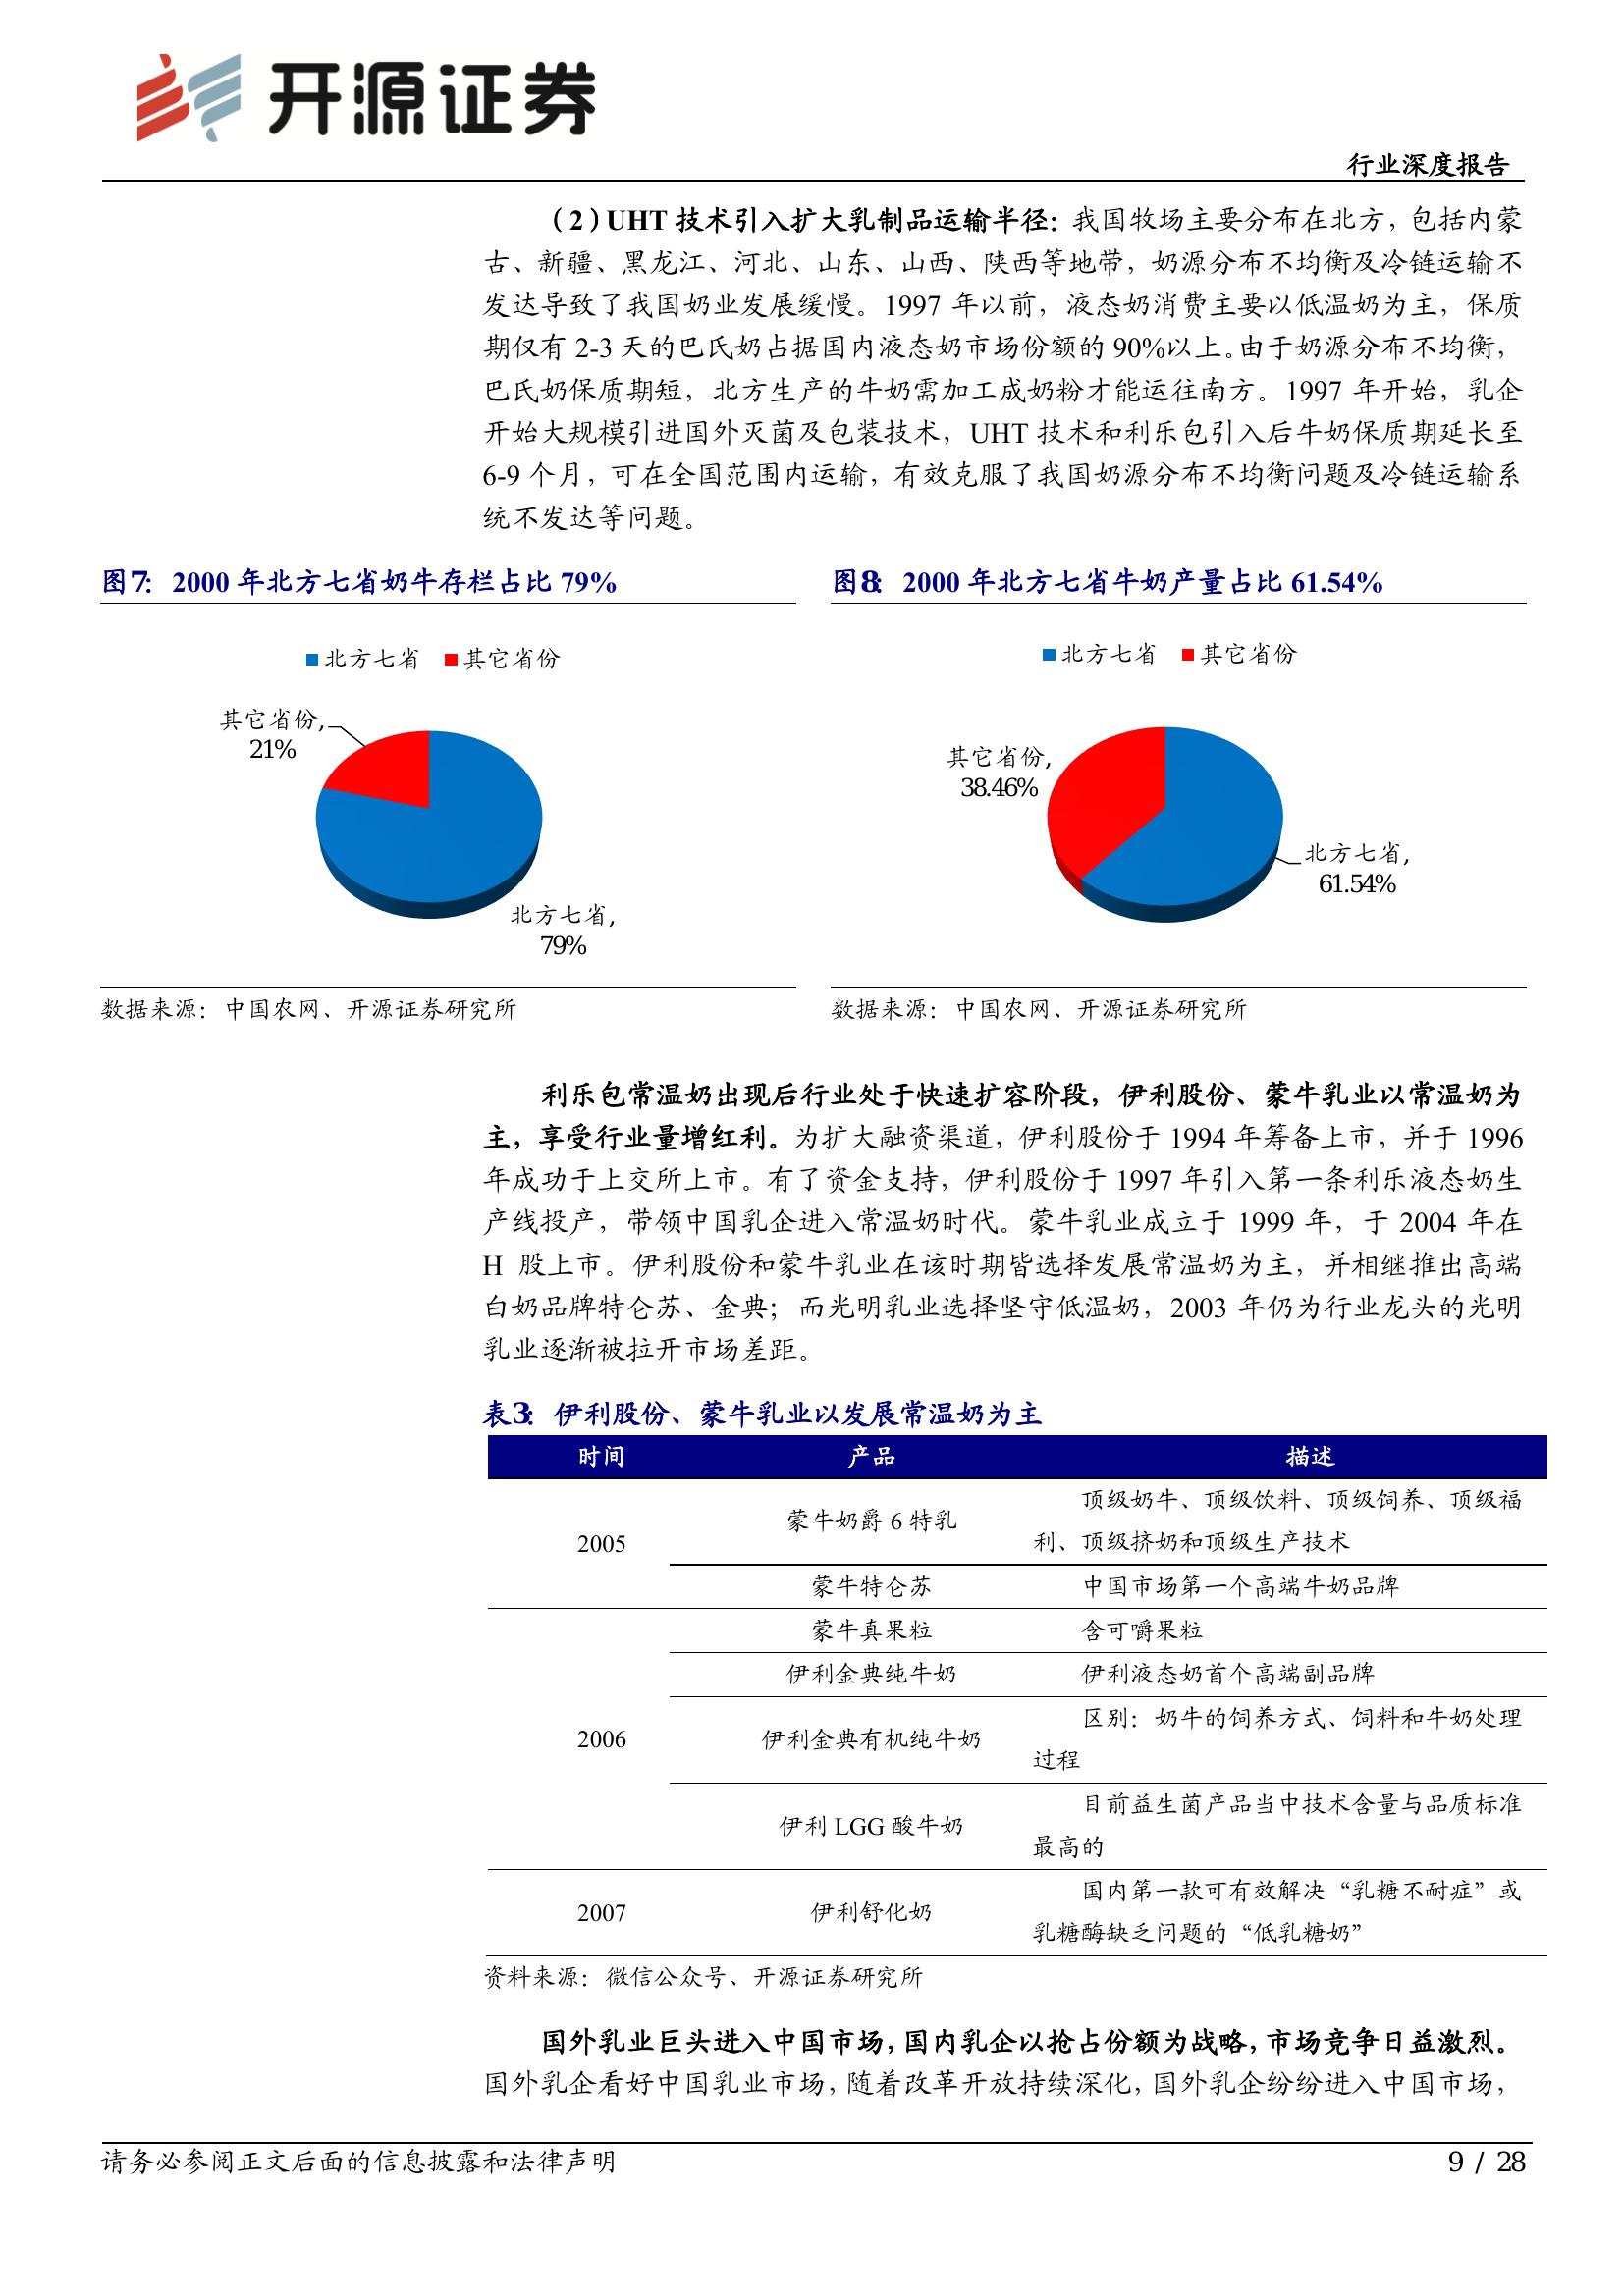 开源证券
行业深度报告
（2）UHT 技术引入扩大乳制品运输半径：我国牧场主要分布在北方，包括内蒙
古、新疆、黑龙江、河北、山东、山西、陕西等地带，奶源分布不均衡及冷链运输不
发达导致了我国奶业发展缓慢。1997 年以前，液态奶消费主要以低温奶为主，保质
期仅有 2-3 天的巴氏奶占据国内液态奶市场份额的 90%以上。由于奶源分布不均衡，
巴氏奶保质期短，北方生产的牛奶需加工成奶粉才能运往南方。1997 年开始，乳企
开始大规模引进国外灭菌及包装技术，UHT 技术和利乐包引入后牛奶保质期延长至
6-9 个月，可在全国范围内运输，有效克服了我国奶源分布不均衡问题及冷链运输系
统不发达等问题。
图7： 2000 年北方七省奶牛存栏占比 79%
北方七省 其它省份
其它省份,
21%
北方七省,
79%
数据来源：中国农网、开源证券研究所
图8： 2000 年北方七省牛奶产量占比 61.54%
北方七省 其它省份
其它省份,
38.46%
北方七省,
61.54%
数据来源：中国农网、开源证券研究所
利乐包常温奶出现后行业处于快速扩容阶段，伊利股份、蒙牛乳业以常温奶为
主，享受行业量增红利。为扩大融资渠道，伊利股份于 1994 年筹备上市，并于 1996
年成功于上交所上市。有了资金支持，伊利股份于 1997 年引入第一条利乐液态奶生
产线投产，带领中国乳企进入常温奶时代。蒙牛乳业成立于 1999 年，于 2004 年在
H 股上市。伊利股份和蒙牛乳业在该时期皆选择发展常温奶为主，并相继推出高端
白奶品牌特仑苏、金典；而光明乳业选择坚守低温奶，2003 年仍为行业龙头的光明
乳业逐渐被拉开市场差距。
表3： 伊利股份、蒙牛乳业以发展常温奶为主
时间 产品 描述
2005 蒙牛奶爵 6 特乳 顶级奶牛、顶级饮料、顶级饲养、顶级福
利、顶级挤奶和顶级生产技术
蒙牛特仑苏 中国市场第一个高端牛奶品牌
2006 蒙牛真果粒 含可嚼果粒
伊利金典纯牛奶 伊利液态奶首个高端副品牌
伊利金典有机纯牛奶 区别：奶牛的饲养方式、饲料和牛奶处理
过程
伊利 LGG 酸牛奶 目前益生菌产品当中技术含量与品质标准
最高的
2007 伊利舒化奶 国内第一款可有效解决“乳糖不耐症”或
乳糖酶缺乏问题的“低乳糖奶”
资料来源：微信公众号、开源证券研究所
国外乳业巨头进入中国市场，国内乳企以抢占份额为战略，市场竞争日益激烈。
国外乳企看好中国乳业市场，随着改革开放持续深化，国外乳企纷纷进入中国市场，
请务必参阅正文后面的信息披露和法律声明
9 / 28